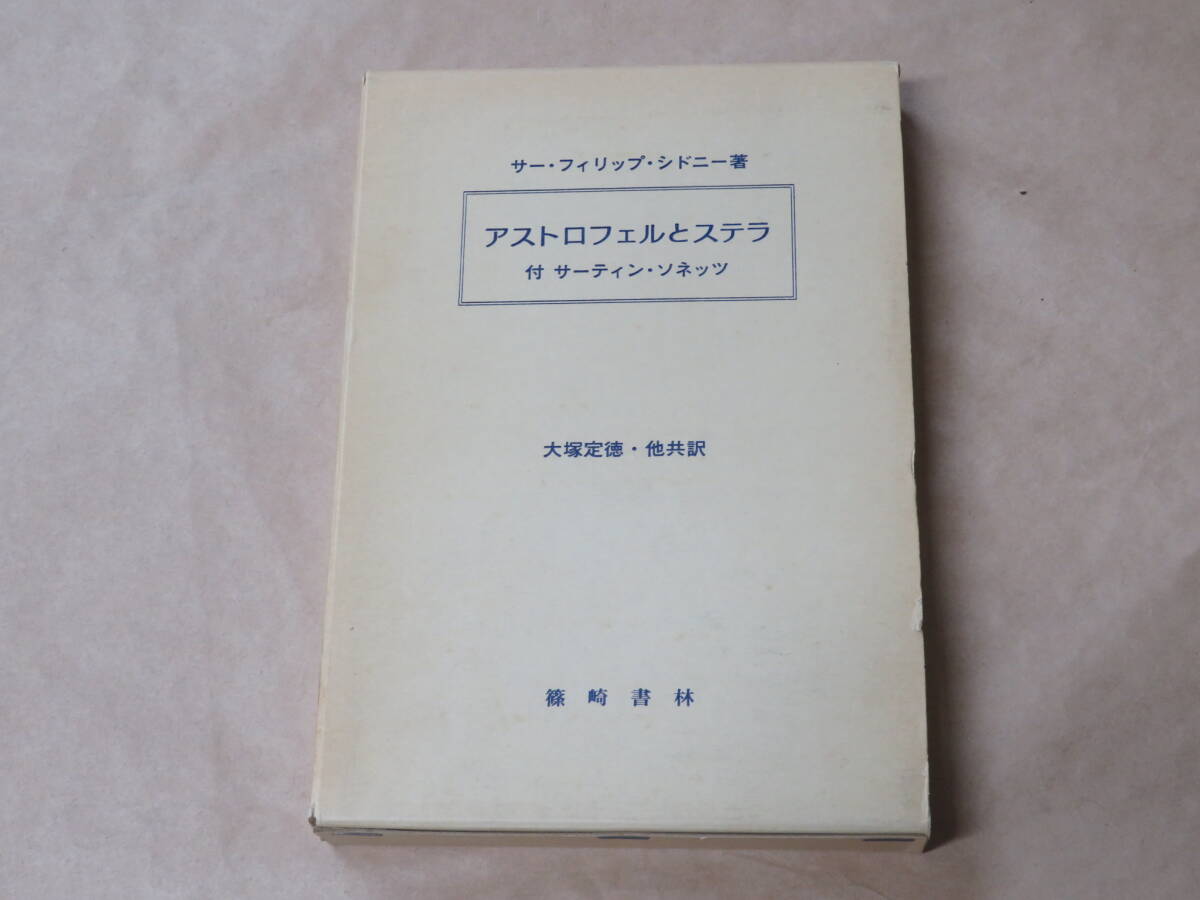 サー・フィリップ・シドニー著
アストロフェルとステラ
付 サーティン・ソネッツ
大塚定徳・他共訳
篠崎書林